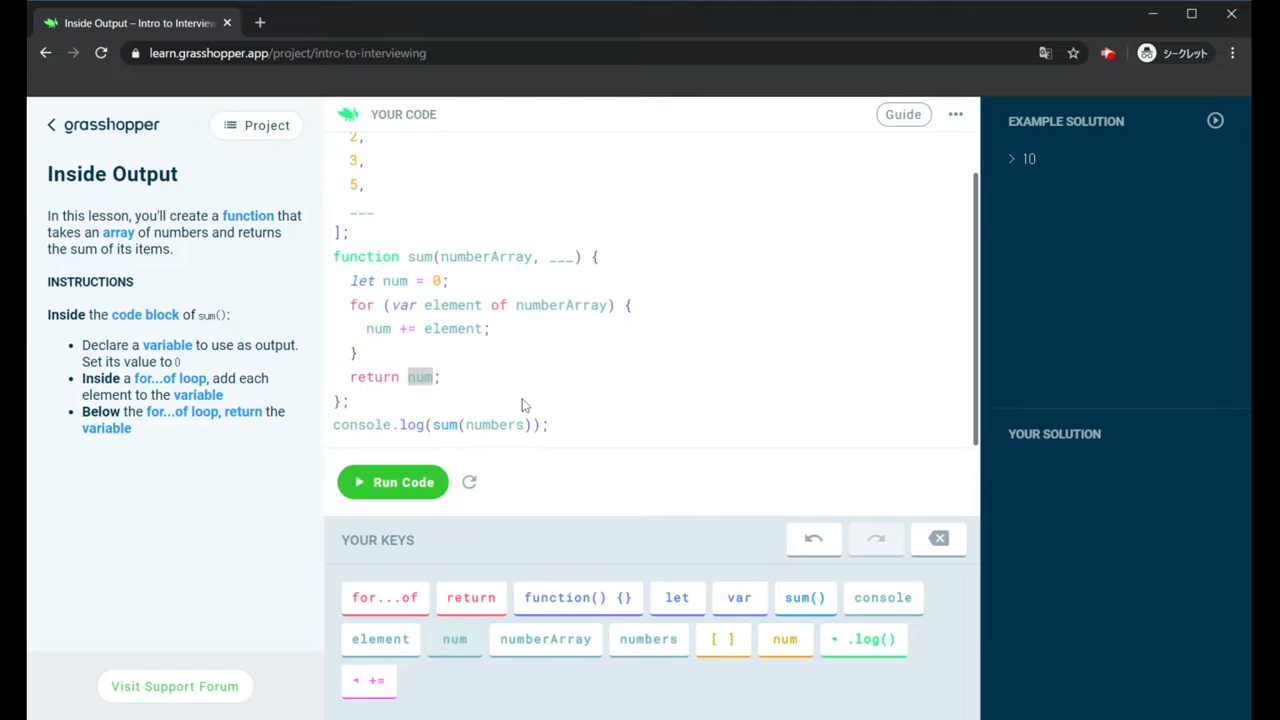 Inside Output – Intro to Interview
learn.grasshopper.app/project/intro-to-interviewing
シークレット
grasshopper
Project
Inside Output
In this lesson, you'll create a function that
takes an array of numbers and returns
the sum of its items.
INSTRUCTIONS
Inside the code block of sum():
• Declare a variable to use as output.
Set its value to 0
• Inside a for...of loop, add each
element to the variable
• Below the for...of loop, return the
variable
Visit Support Forum
YOUR CODE
Guide
2,
3,
5,
___
];
function sum(numberArray, ___) {
let num = 0;
for (var element of numberArray) {
num += element;
}
return num;
};
console.log(sum(numbers));
Run Code
YOUR KEYS
for...of return function() {} let var sum() console
element num numberArray numbers [ ] num .log()
+=
EXAMPLE SOLUTION
> 10
YOUR SOLUTION